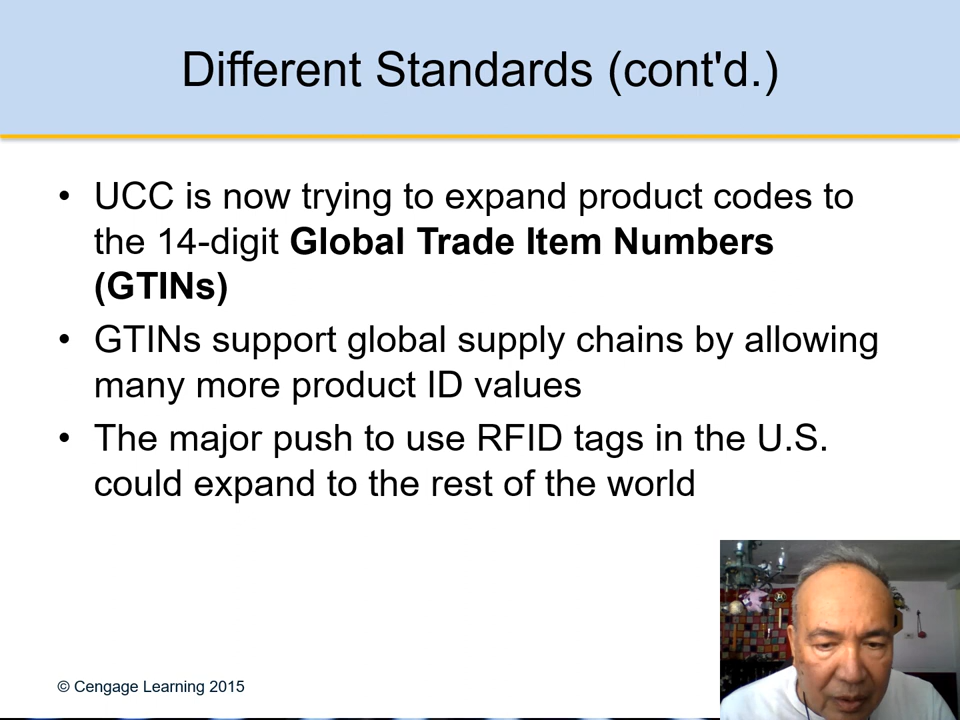 Different Standards (cont'd.)
• UCC is now trying to expand product codes to
the 14-digit Global Trade Item Numbers
(GTINs)
• GTINs support global supply chains by allowing
many more product ID values
• The major push to use RFID tags in the U.S.
could expand to the rest of the world
© Cengage Learning 2015